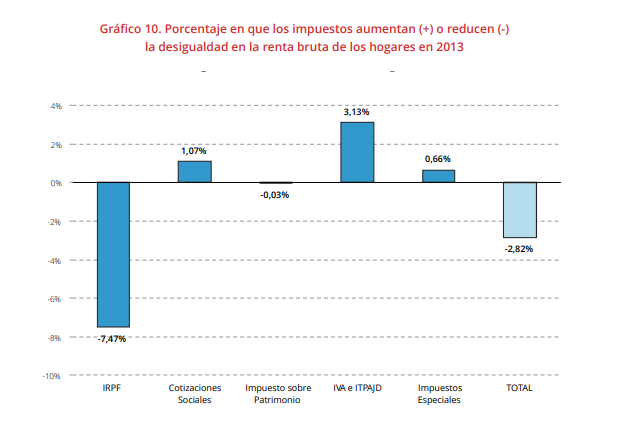 Gráfico 10. Porcentaje en que los impuestos aumentan (+) o reducen (-)
la desigualdad en la renta bruta de los hogares en 2013
4%
2%
0%
-2%
-4%
-6%
-8%
-10%
-7,47%
1,07%
-0,03%
3,13%
0,66%
-2,82%
IRPF
Cotizaciones
Sociales
Impuesto sobre
Patrimonio
IVA e ITPAJD
Impuestos
Especiales
TOTAL